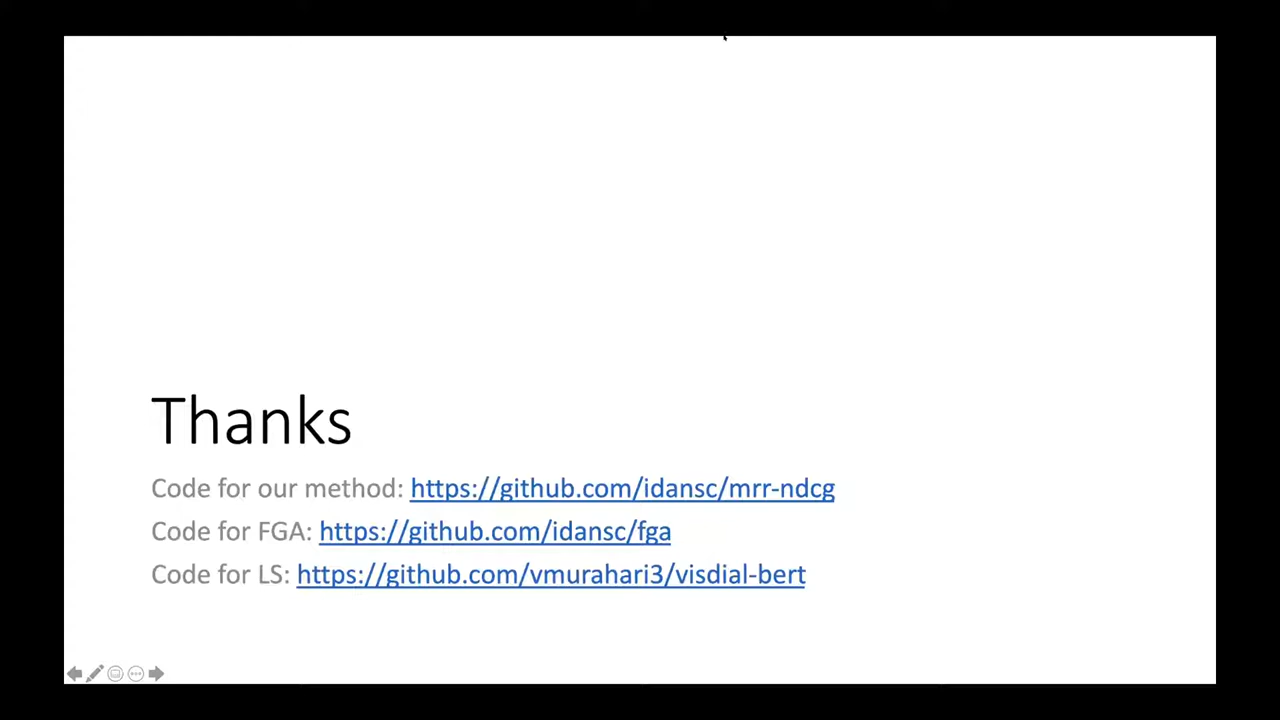 Thanks
Code for our method: https://github.com/idansc/mrr-ndcg
Code for FGA: https://github.com/idansc/fga
Code for LS: https://github.com/vmurahari3/visdial-bert